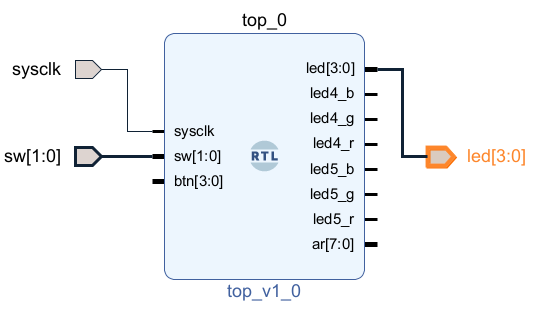 top_0
sysclk
sw[1:0]
sysclk
sw[1:0]
btn[3:0]
RTL
led[3:0]
led4_b
led4_g
led4_r
led5_b
led5_g
led5_r
ar[7:0]
led[3:0]
top_v1_0